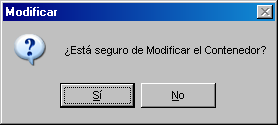 Modificar
¿Está seguro de Modificar el Contenedor?
Sí
No